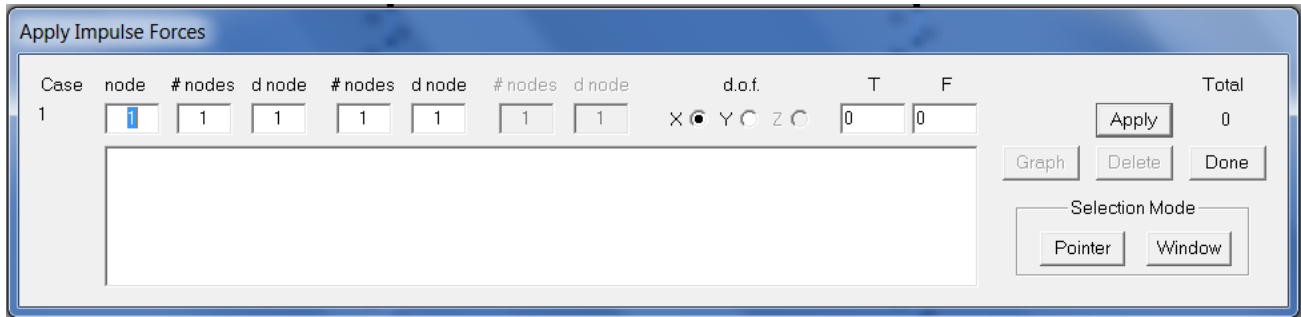 Apply Impulse Forces
Case node # nodes d node # nodes d node # nodes d node d.o.f. T F Total
1 1 1 1 1 1 1 1 X Y Z 0 0 Apply 0
Graph Delete Done
Selection Mode
Pointer Window